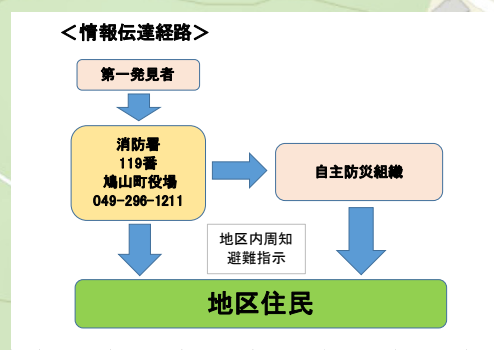 <情報伝達経路>
第一発見者
消防署
119番
鳩山町役場
049-296-1211
自主防災組織
地区内周知
避難指示
地区住民